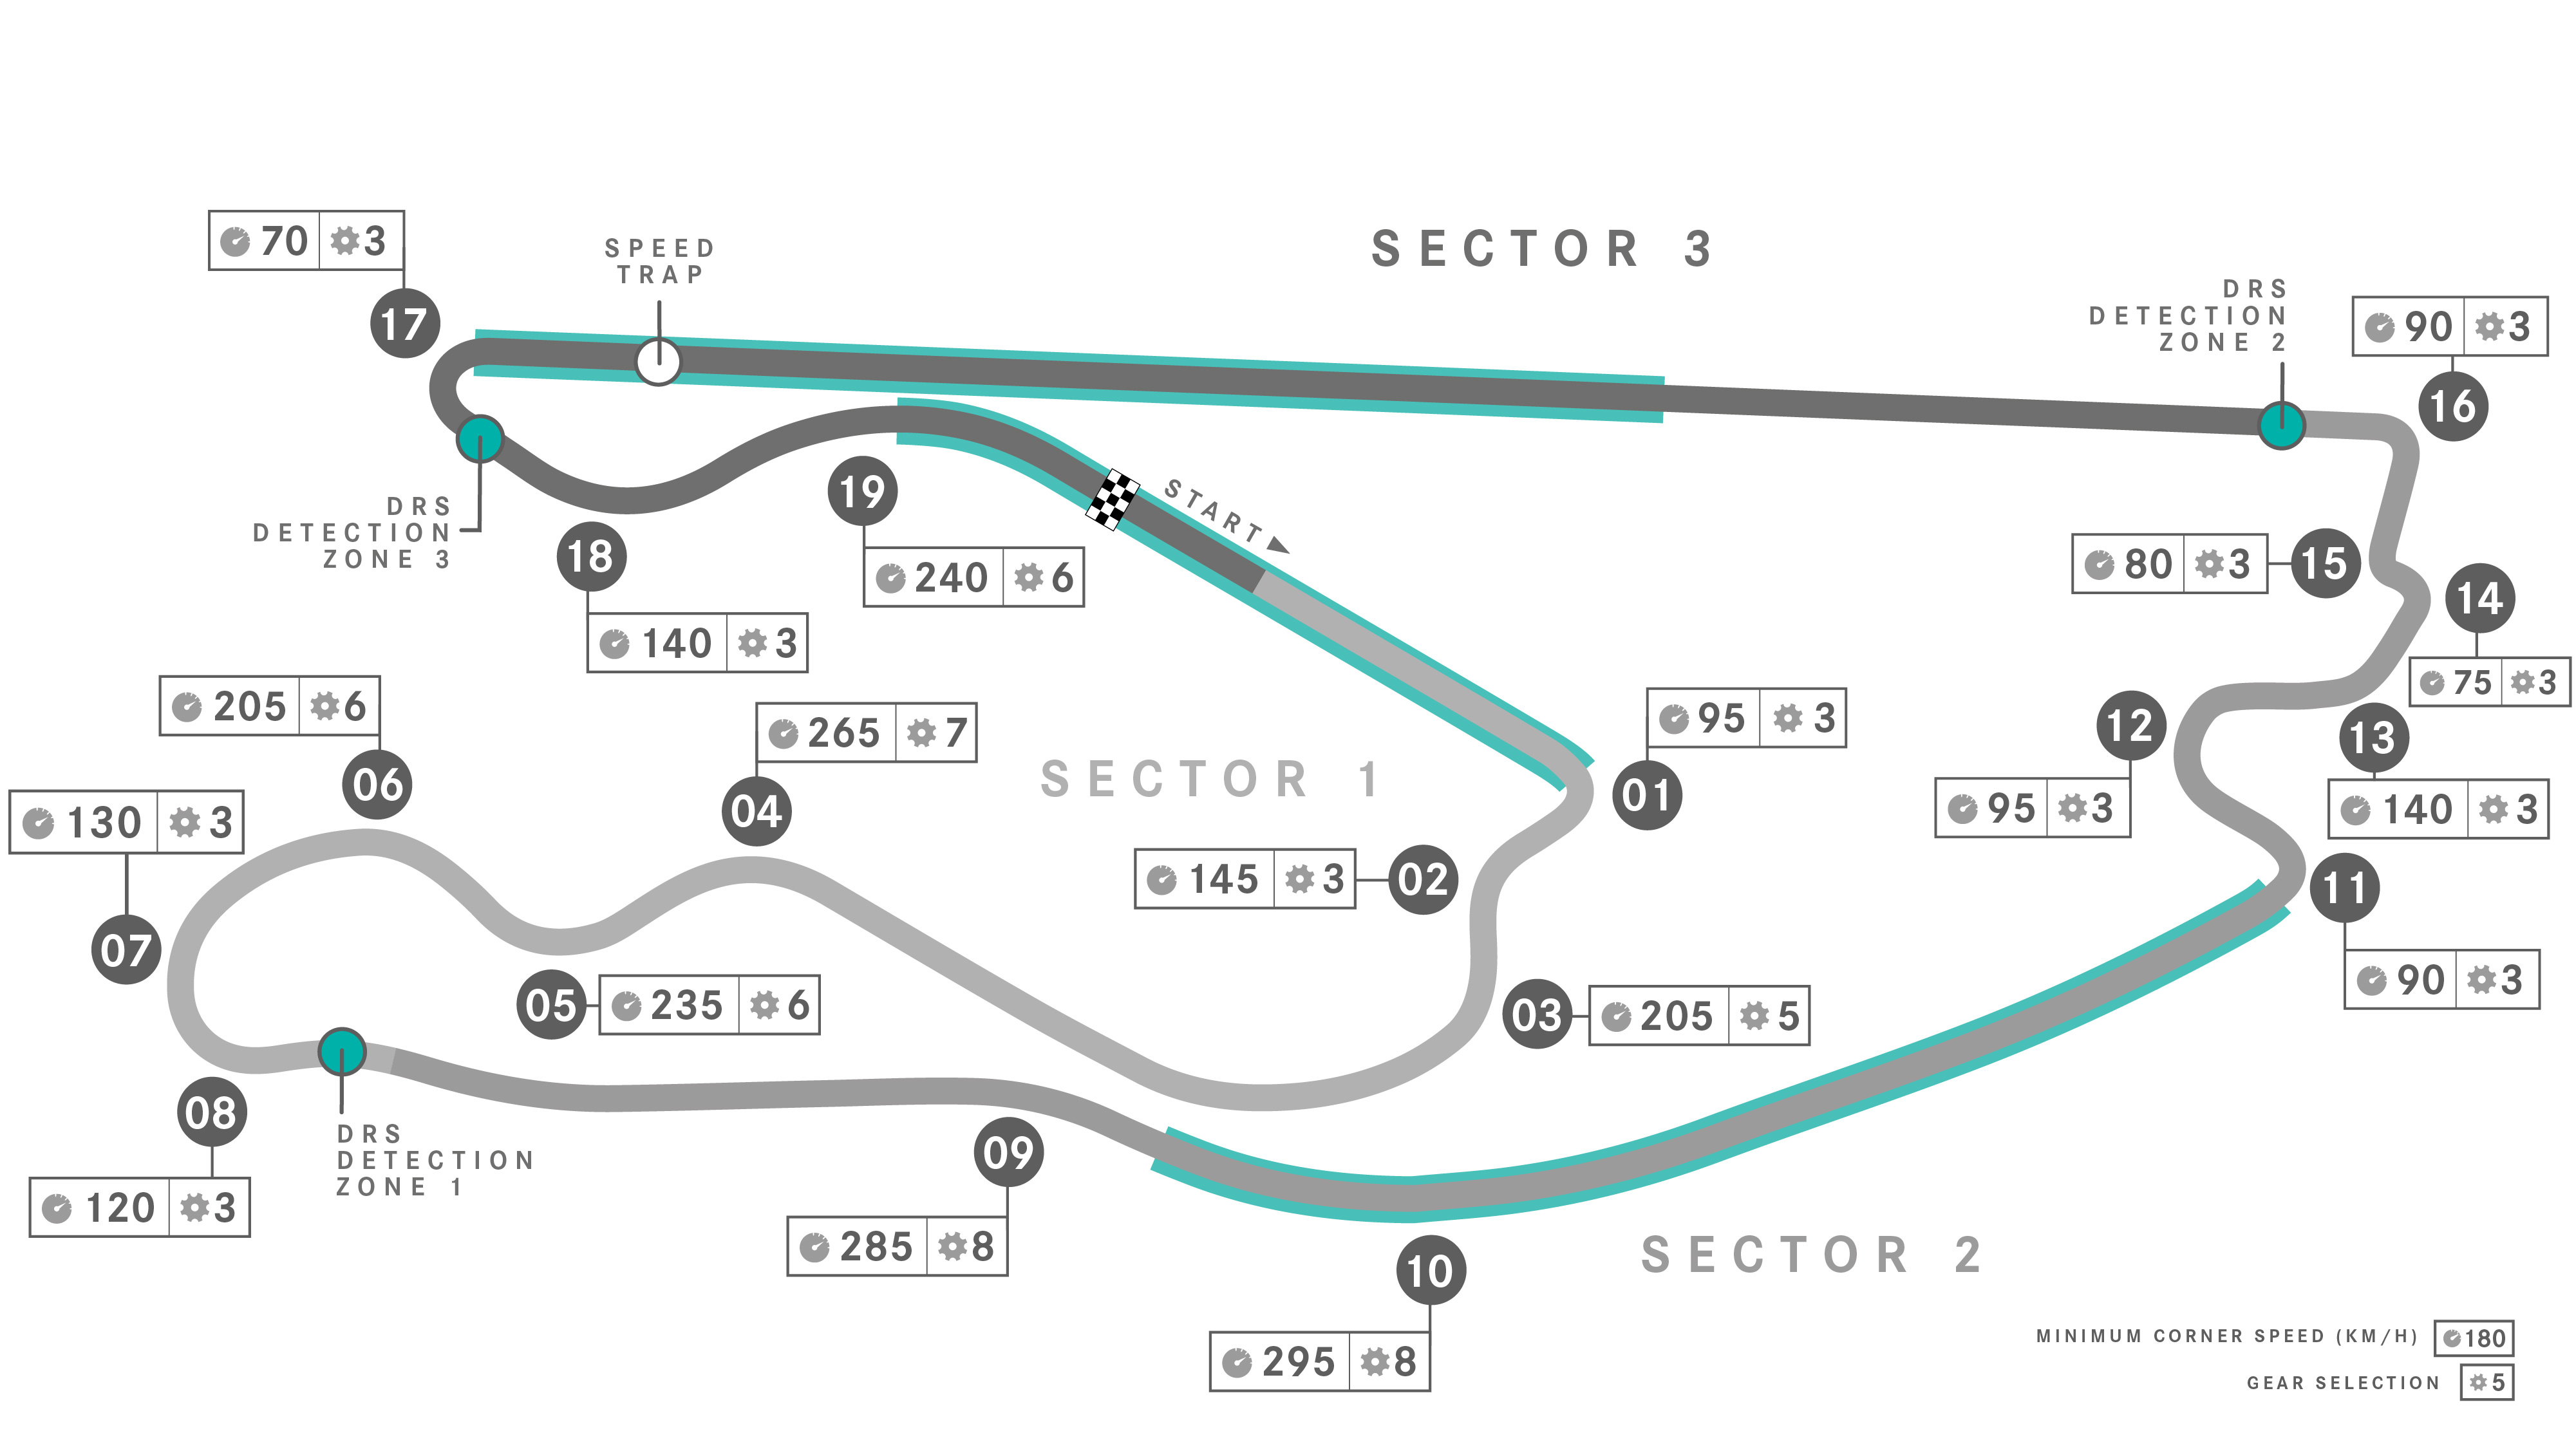 SECTOR 3
70 3
17
SPEED
TRAP
DRS
DETECTION
ZONE 2
90 3
16
DRS
DETECTION
ZONE 3
18
140 3
19
240 6
START
80 3
15
14
75 3
205 6
06
265 7
04
SECTOR 1
95 3
01
12
95 3
13
140 3
130 3
07
145 3
02
11
90 3
05
235 6
03
205 5
08
120 3
DRS
DETECTION
ZONE 1
09
285 8
10
295 8
SECTOR 2
MINIMUM CORNER SPEED (KM/H) 180
GEAR SELECTION 5